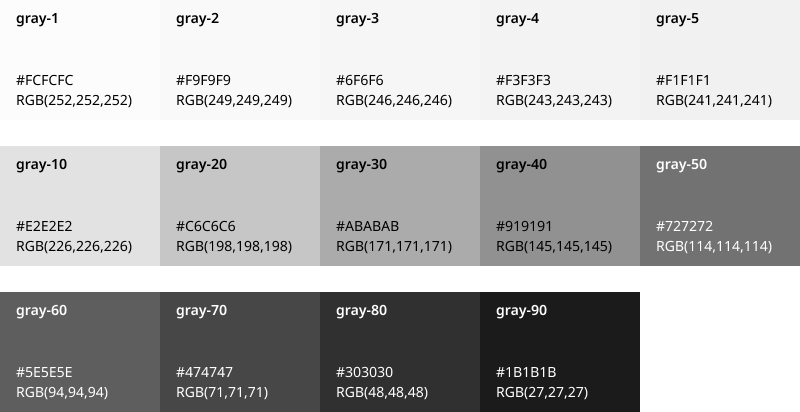 gray-1
#FCFCFC
RGB(252,252,252)
gray-2
#F9F9F9
RGB(249,249,249)
gray-3
#6F6F6
RGB(246,246,246)
gray-4
#F3F3F3
RGB(243,243,243)
gray-5
#F1F1F1
RGB(241,241,241)
gray-10
#E2E2E2
RGB(226,226,226)
gray-20
#C6C6C6
RGB(198,198,198)
gray-30
#ABABAB
RGB(171,171,171)
gray-40
#919191
RGB(145,145,145)
gray-50
#727272
RGB(114,114,114)
gray-60
#5E5E5E
RGB(94,94,94)
gray-70
#474747
RGB(71,71,71)
gray-80
#303030
RGB(48,48,48)
gray-90
#1B1B1B
RGB(27,27,27)